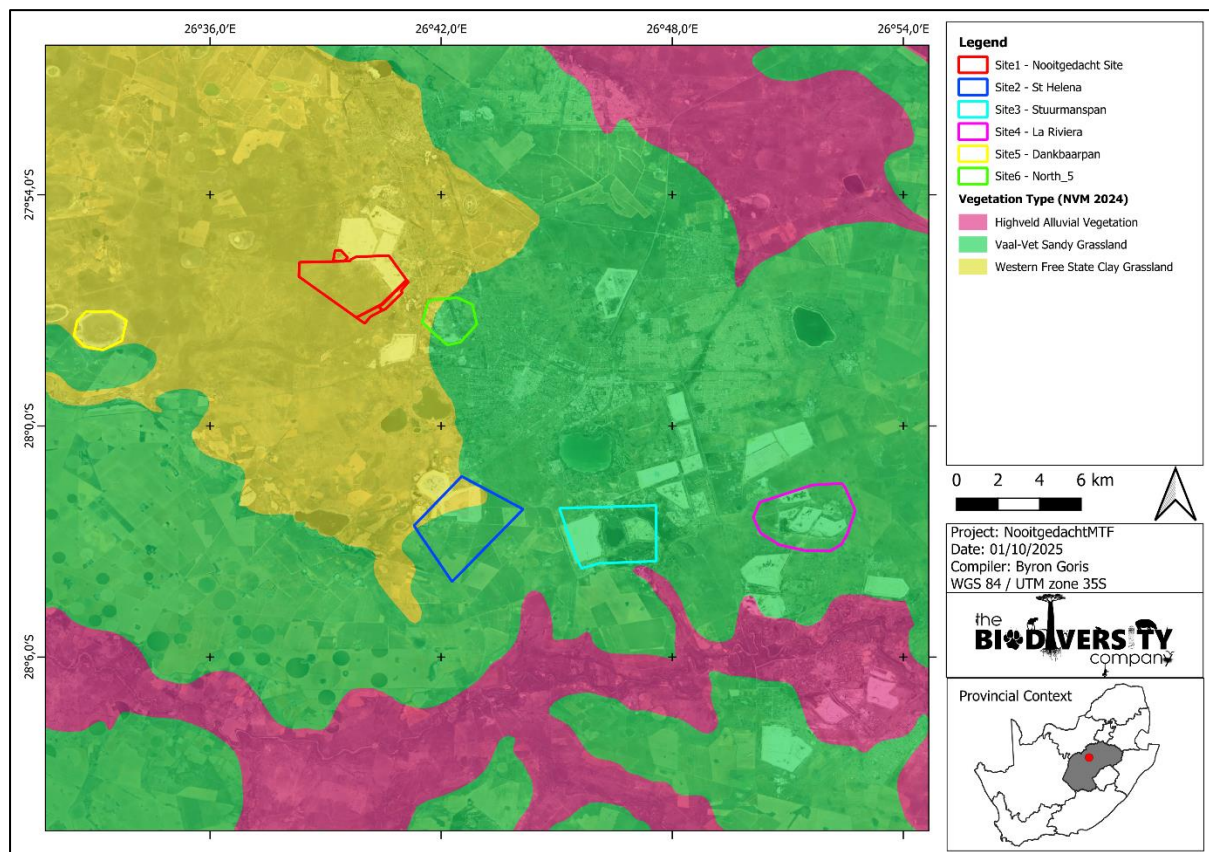 26°36,0'E 26°42,0'E 26°48,0'E 26°54,0'E
27°54,0'S
28°0,0'S
28°6,0'S
Legend
Site1 - Nooitgedacht Site
Site2 - St Helena
Site3 - Stuurmanspan
Site4 - La Riviera
Site5 - Dankbaarpan
Site6 - North_5
Vegetation Type (NVM 2024)
Highveld Alluvial Vegetation
Vaal-Vet Sandy Grassland
Western Free State Clay Grassland
0 2 4 6 km
Project: NooitgedachtMTF
Date: 01/10/2025
Compiler: Byron Goris
WGS 84 / UTM zone 35S
the
BIODIVERSITY
company
Provincial Context